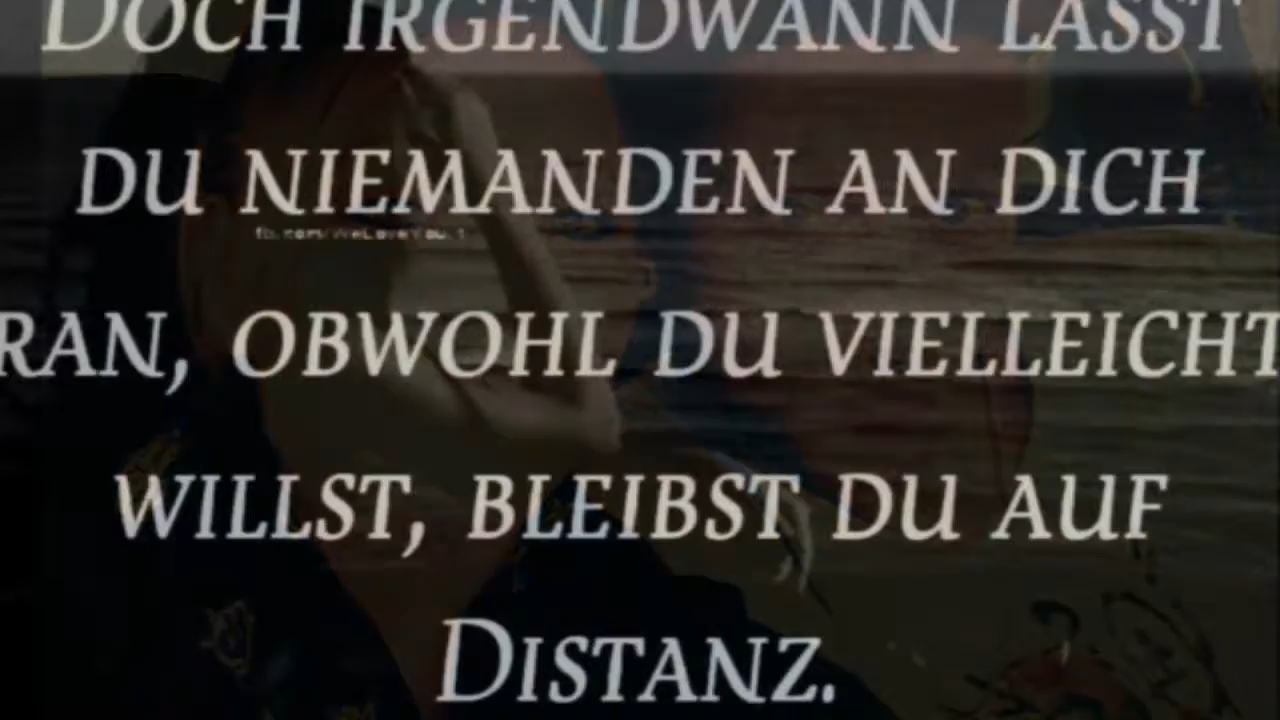 DOCH IRGENDWANN LÄSST
DU NIEMANDEN AN DICH
RAN, OBWOHL DU VIELLEICHT
WILLST, BLEIBST DU AUF
DISTANZ.